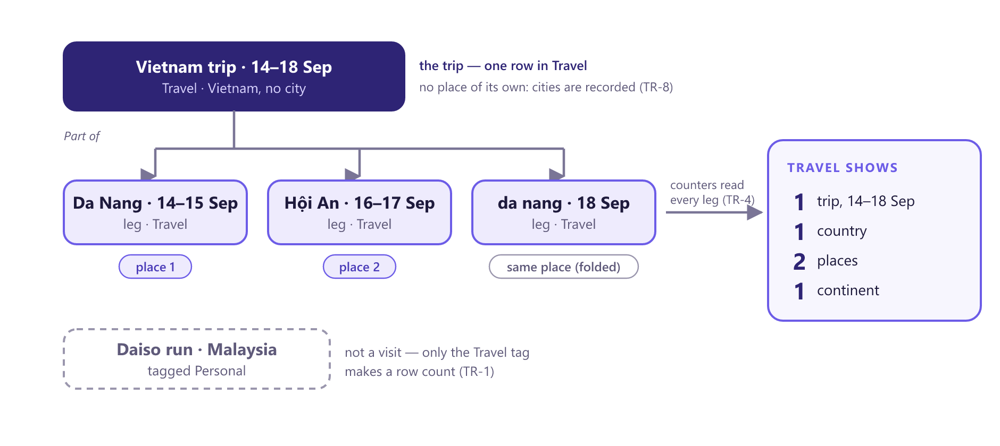 Vietnam trip · 14–18 Sep
Travel · Vietnam, no city
the trip — one row in Travel
no place of its own: cities are recorded (TR-8)
Part of
Da Nang · 14–15 Sep
leg · Travel
place 1
Hội An · 16–17 Sep
leg · Travel
place 2
da nang · 18 Sep
leg · Travel
same place (folded)
counters read
every leg (TR-4)
TRAVEL SHOWS
1 trip, 14–18 Sep
1 country
2 places
1 continent
Daiso run · Malaysia
tagged Personal
not a visit — only the Travel tag
makes a row count (TR-1)